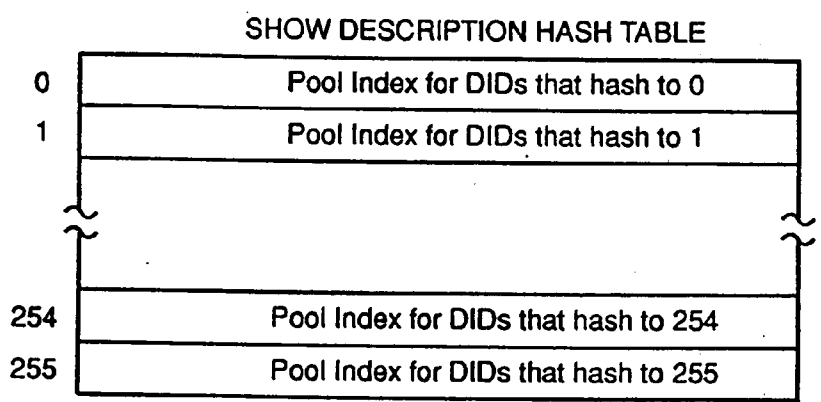 SHOW DESCRIPTION HASH TABLE
0 Pool Index for DIDs that hash to 0
1 Pool Index for DIDs that hash to 1
254 Pool Index for DIDs that hash to 254
255 Pool Index for DIDs that hash to 255